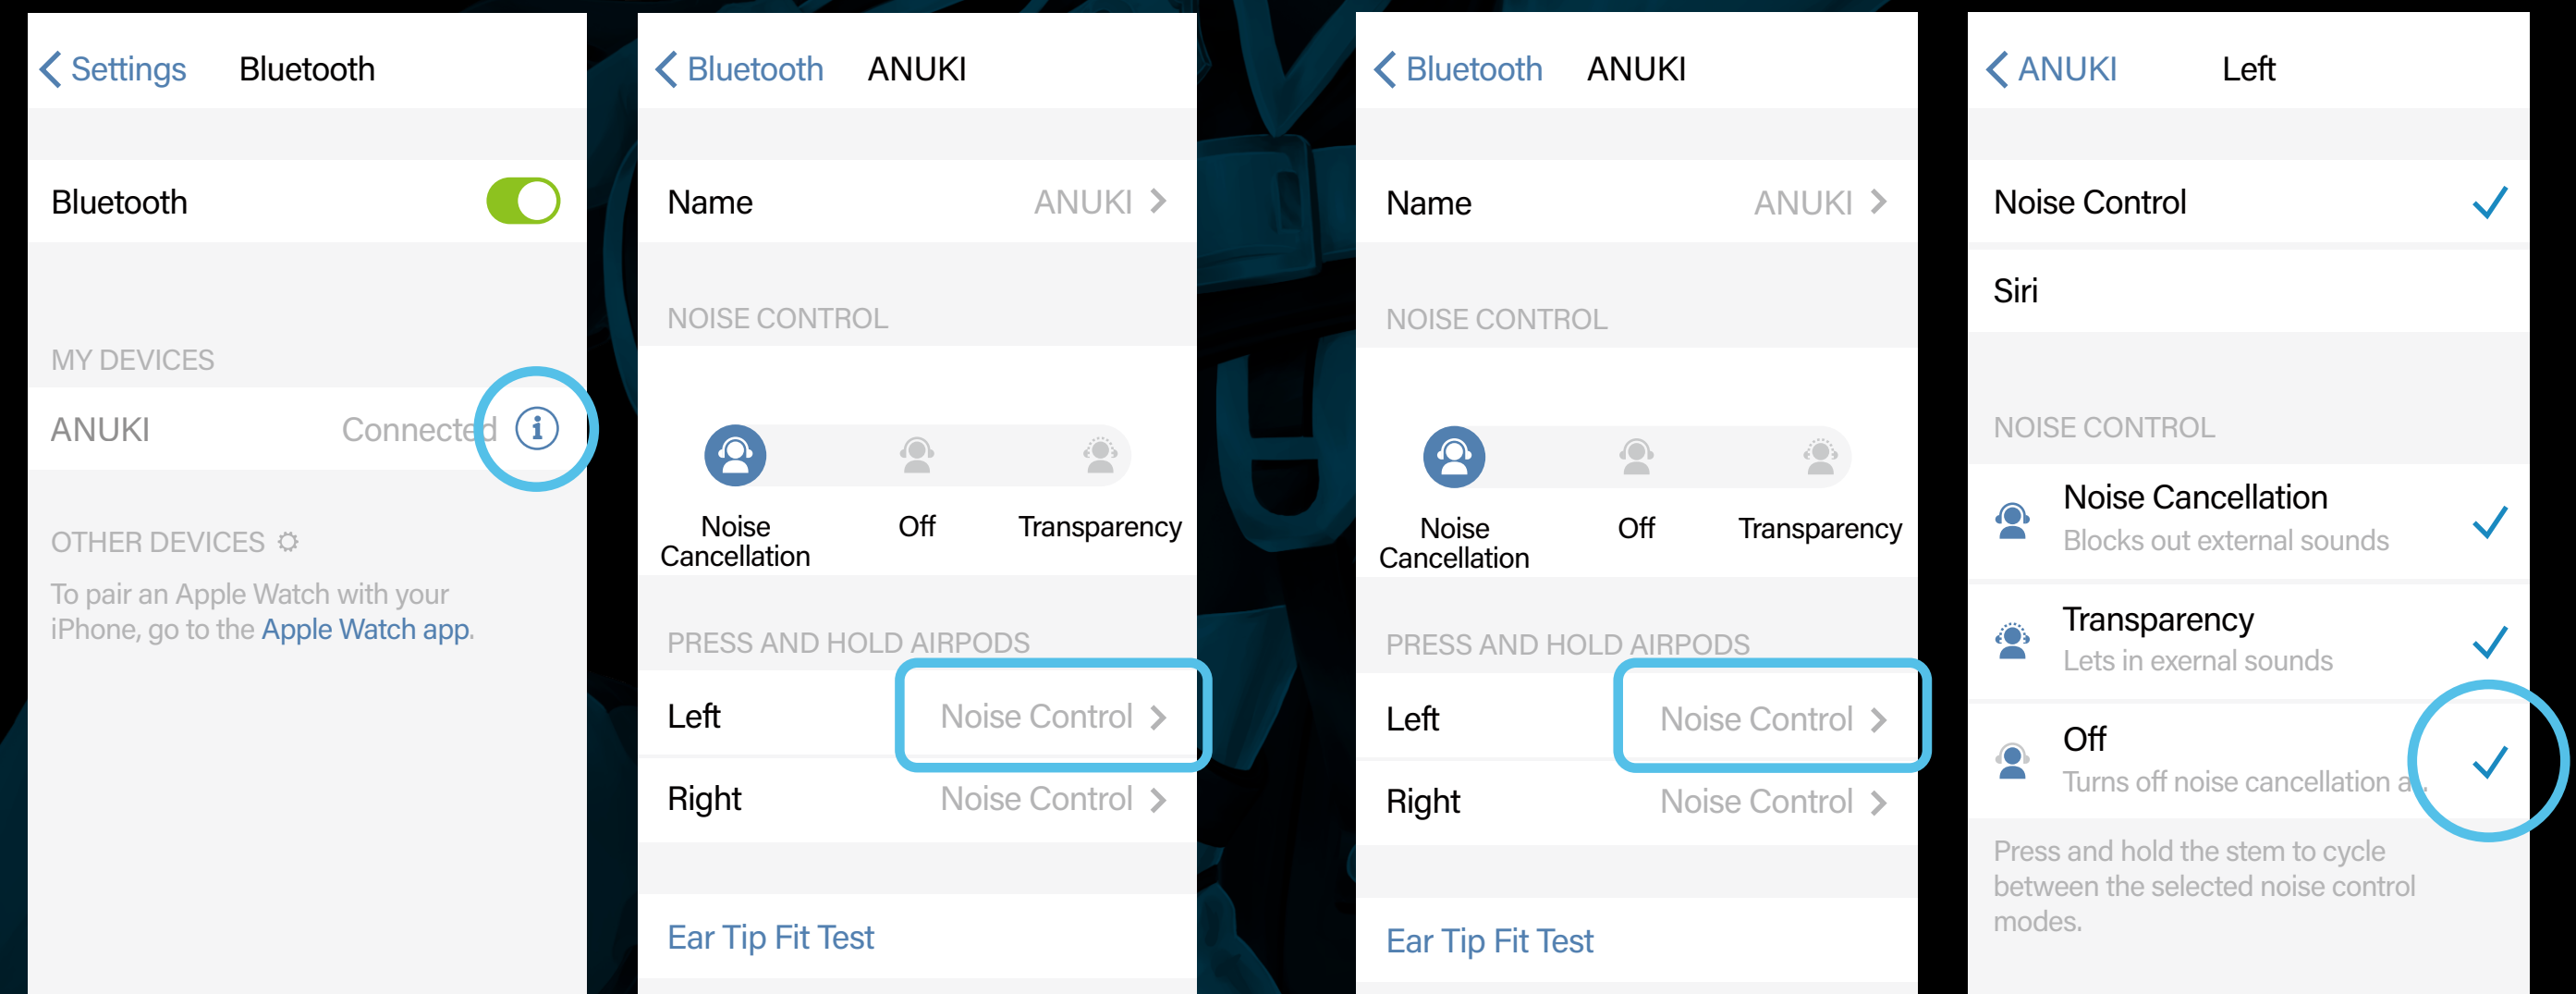 Settings Bluetooth
Bluetooth
MY DEVICES
ANUKI Connected
OTHER DEVICES
To pair an Apple Watch with your
iPhone, go to the Apple Watch app.
Bluetooth ANUKI
Name ANUKI
NOISE CONTROL
Noise
Cancellation
Off
Transparency
PRESS AND HOLD AIRPODS
Left Noise Control
Right Noise Control
Ear Tip Fit Test
Bluetooth ANUKI
Name ANUKI
NOISE CONTROL
Noise
Cancellation
Off
Transparency
PRESS AND HOLD AIRPODS
Left Noise Control
Right Noise Control
Ear Tip Fit Test
ANUKI Left
Noise Control
Siri
NOISE CONTROL
Noise Cancellation
Blocks out external sounds
Transparency
Lets in exernal sounds
Off
Turns off noise cancellation a..
Press and hold the stem to cycle
between the selected noise control
modes.